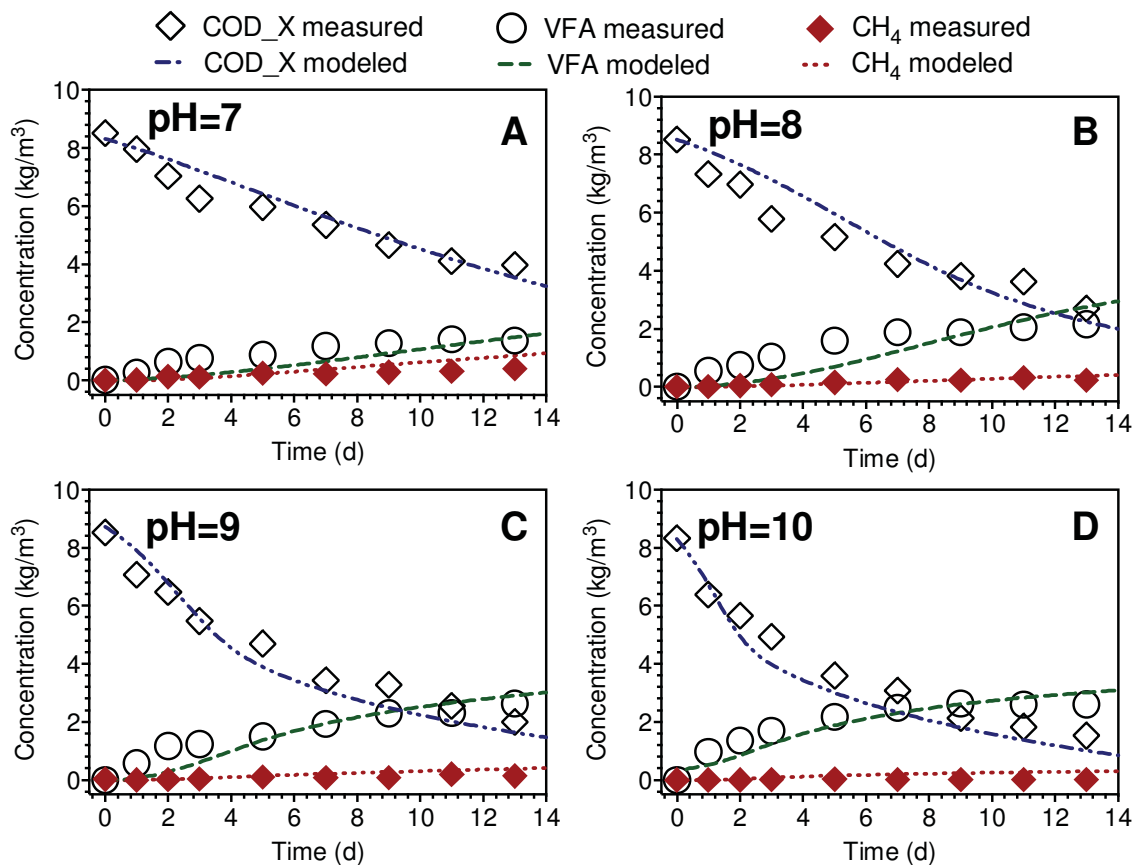 COD_X measured VFA measured CH₄ measured
COD_X modeled VFA modeled CH₄ modeled
pH=7 A
Concentration (kg/m³)
10
8
6
4
2
0
0 2 4 6 8 10 12 14
Time (d)
pH=8 B
Concentration (kg/m³)
10
8
6
4
2
0
0 2 4 6 8 10 12 14
Time (d)
pH=9 C
Concentration (kg/m³)
10
8
6
4
2
0
0 2 4 6 8 10 12 14
Time (d)
pH=10 D
Concentration (kg/m³)
10
8
6
4
2
0
0 2 4 6 8 10 12 14
Time (d)